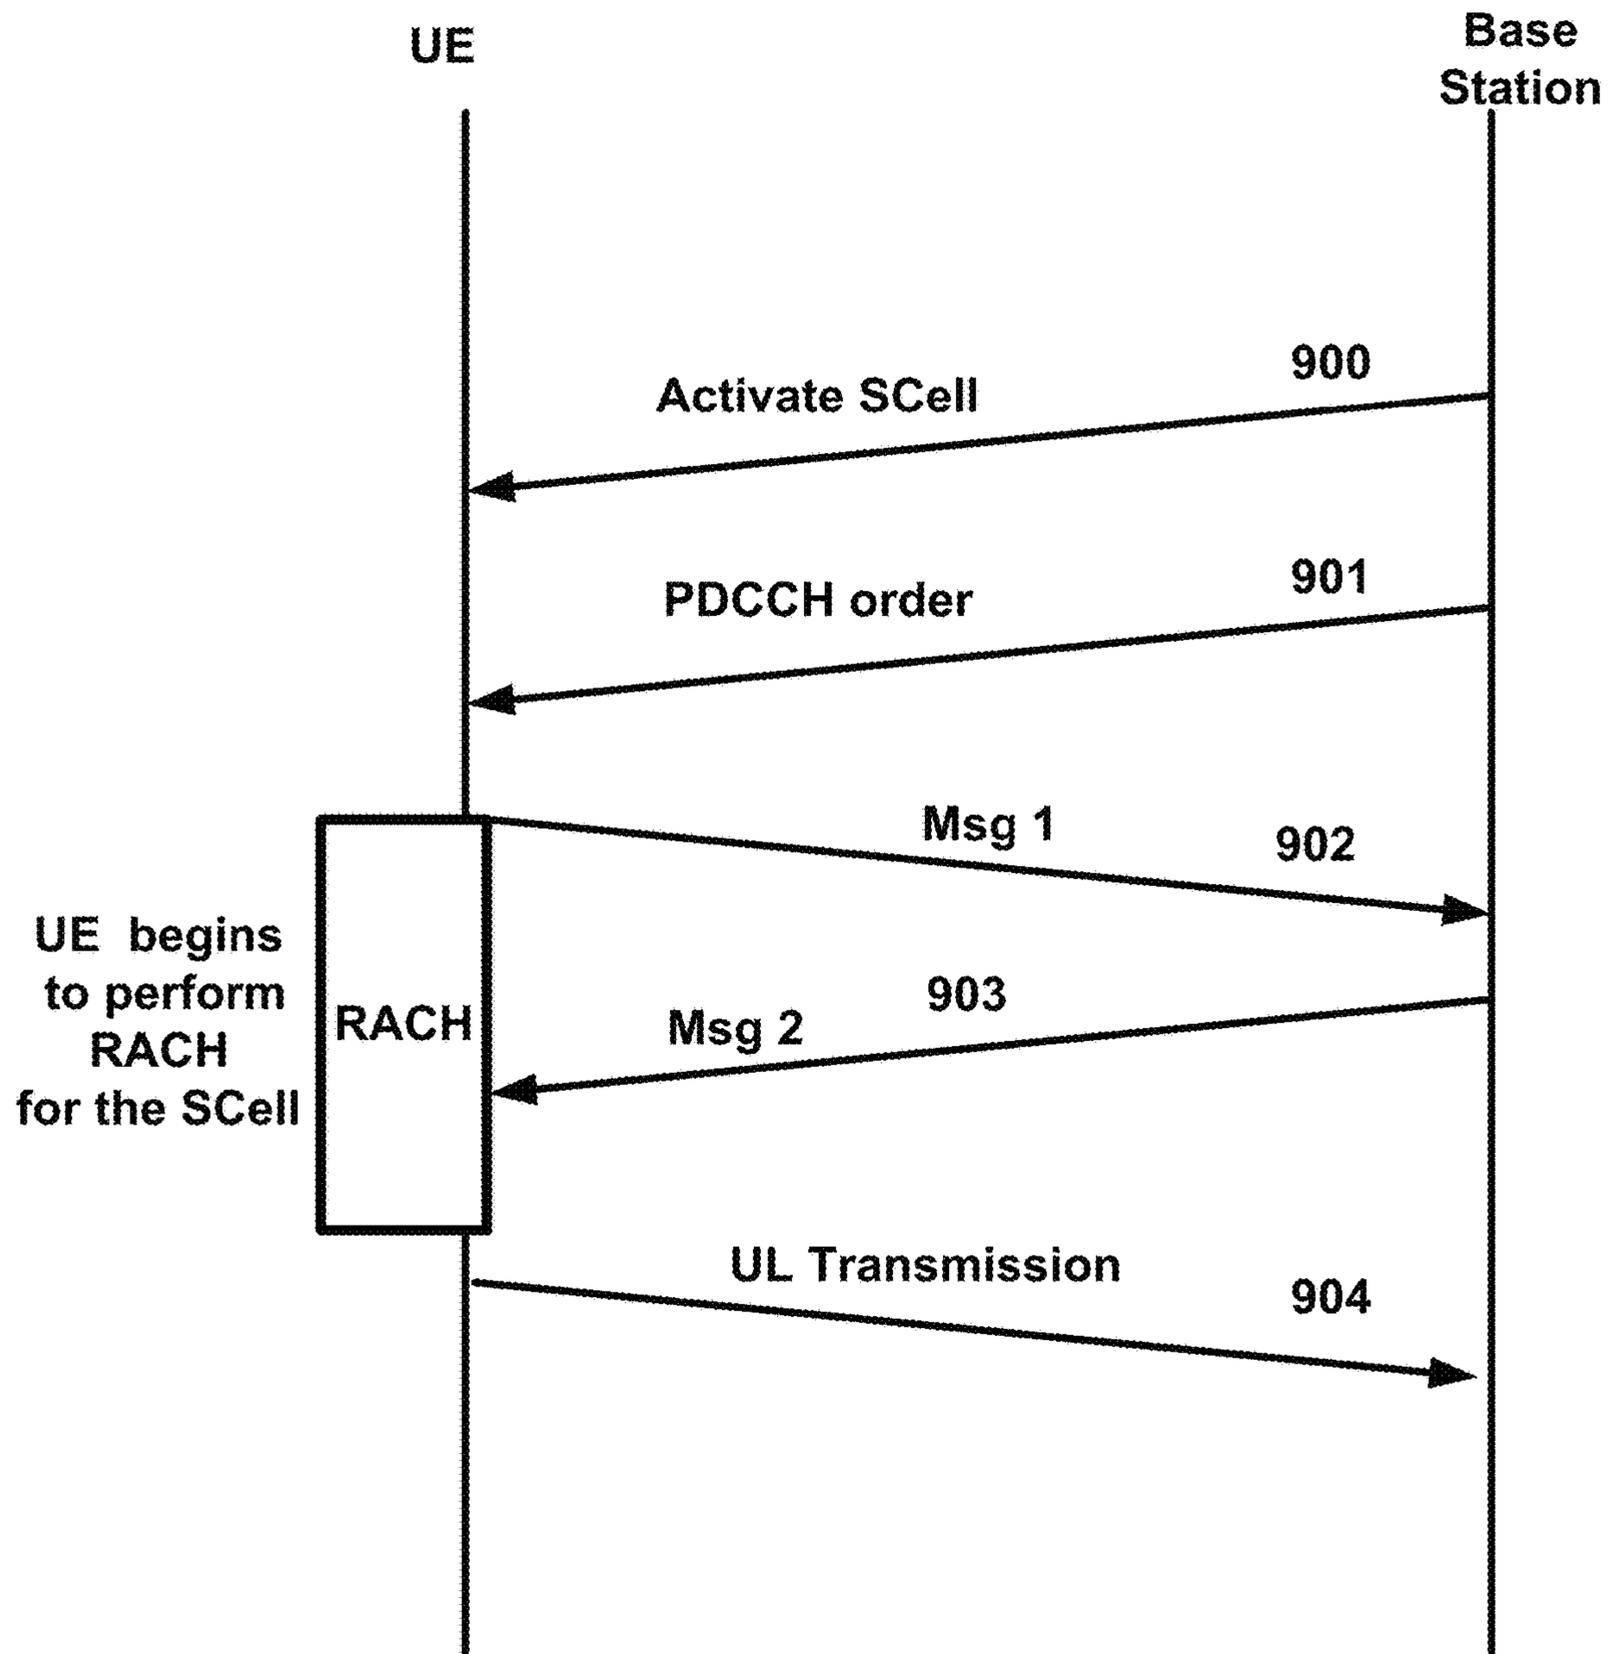 UE
Base
Station
900
Activate SCell
901
PDCCH order
Msg 1
902
UE begins
to perform
RACH
for the SCell
RACH
903
Msg 2
UL Transmission
904